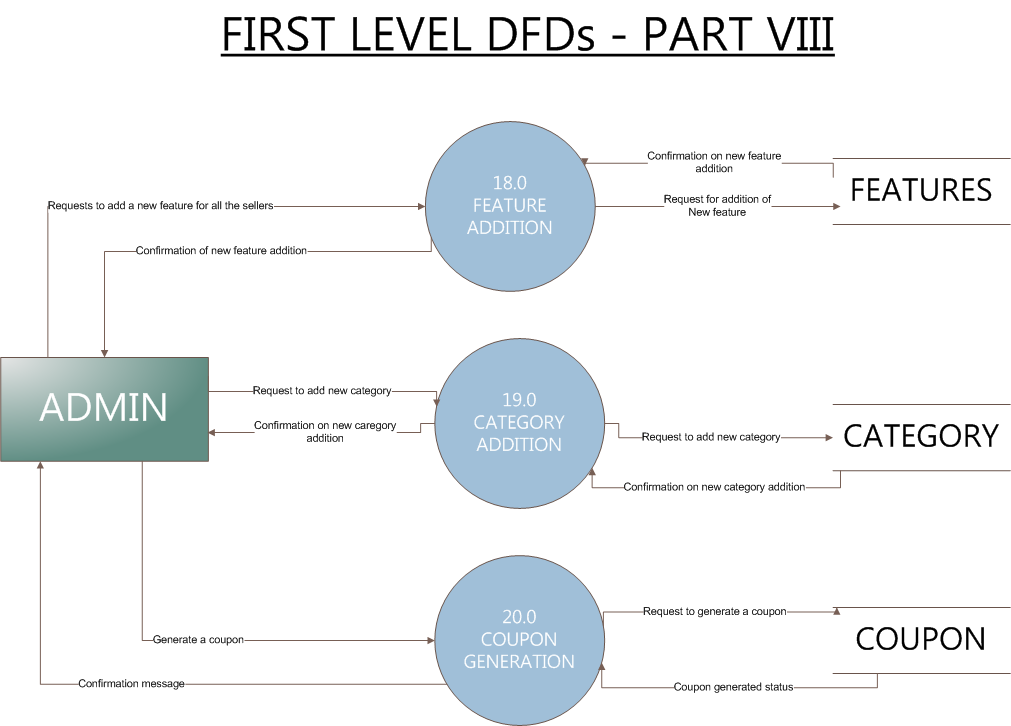 FIRST LEVEL DFDs - PART VIII
Confirmation on new feature
addition
18.0
FEATURE
ADDITION
FEATURES
Requests to add a new feature for all the sellers
Request for addition of
New feature
Confirmation of new feature addition
ADMIN
Request to add new category
19.0
CATEGORY
ADDITION
Confirmation on new caregory
addition
Request to add new category
CATEGORY
Confirmation on new category addition
20.0
COUPON
GENERATION
Request to generate a coupon
COUPON
Generate a coupon
Confirmation message
Coupon generated status